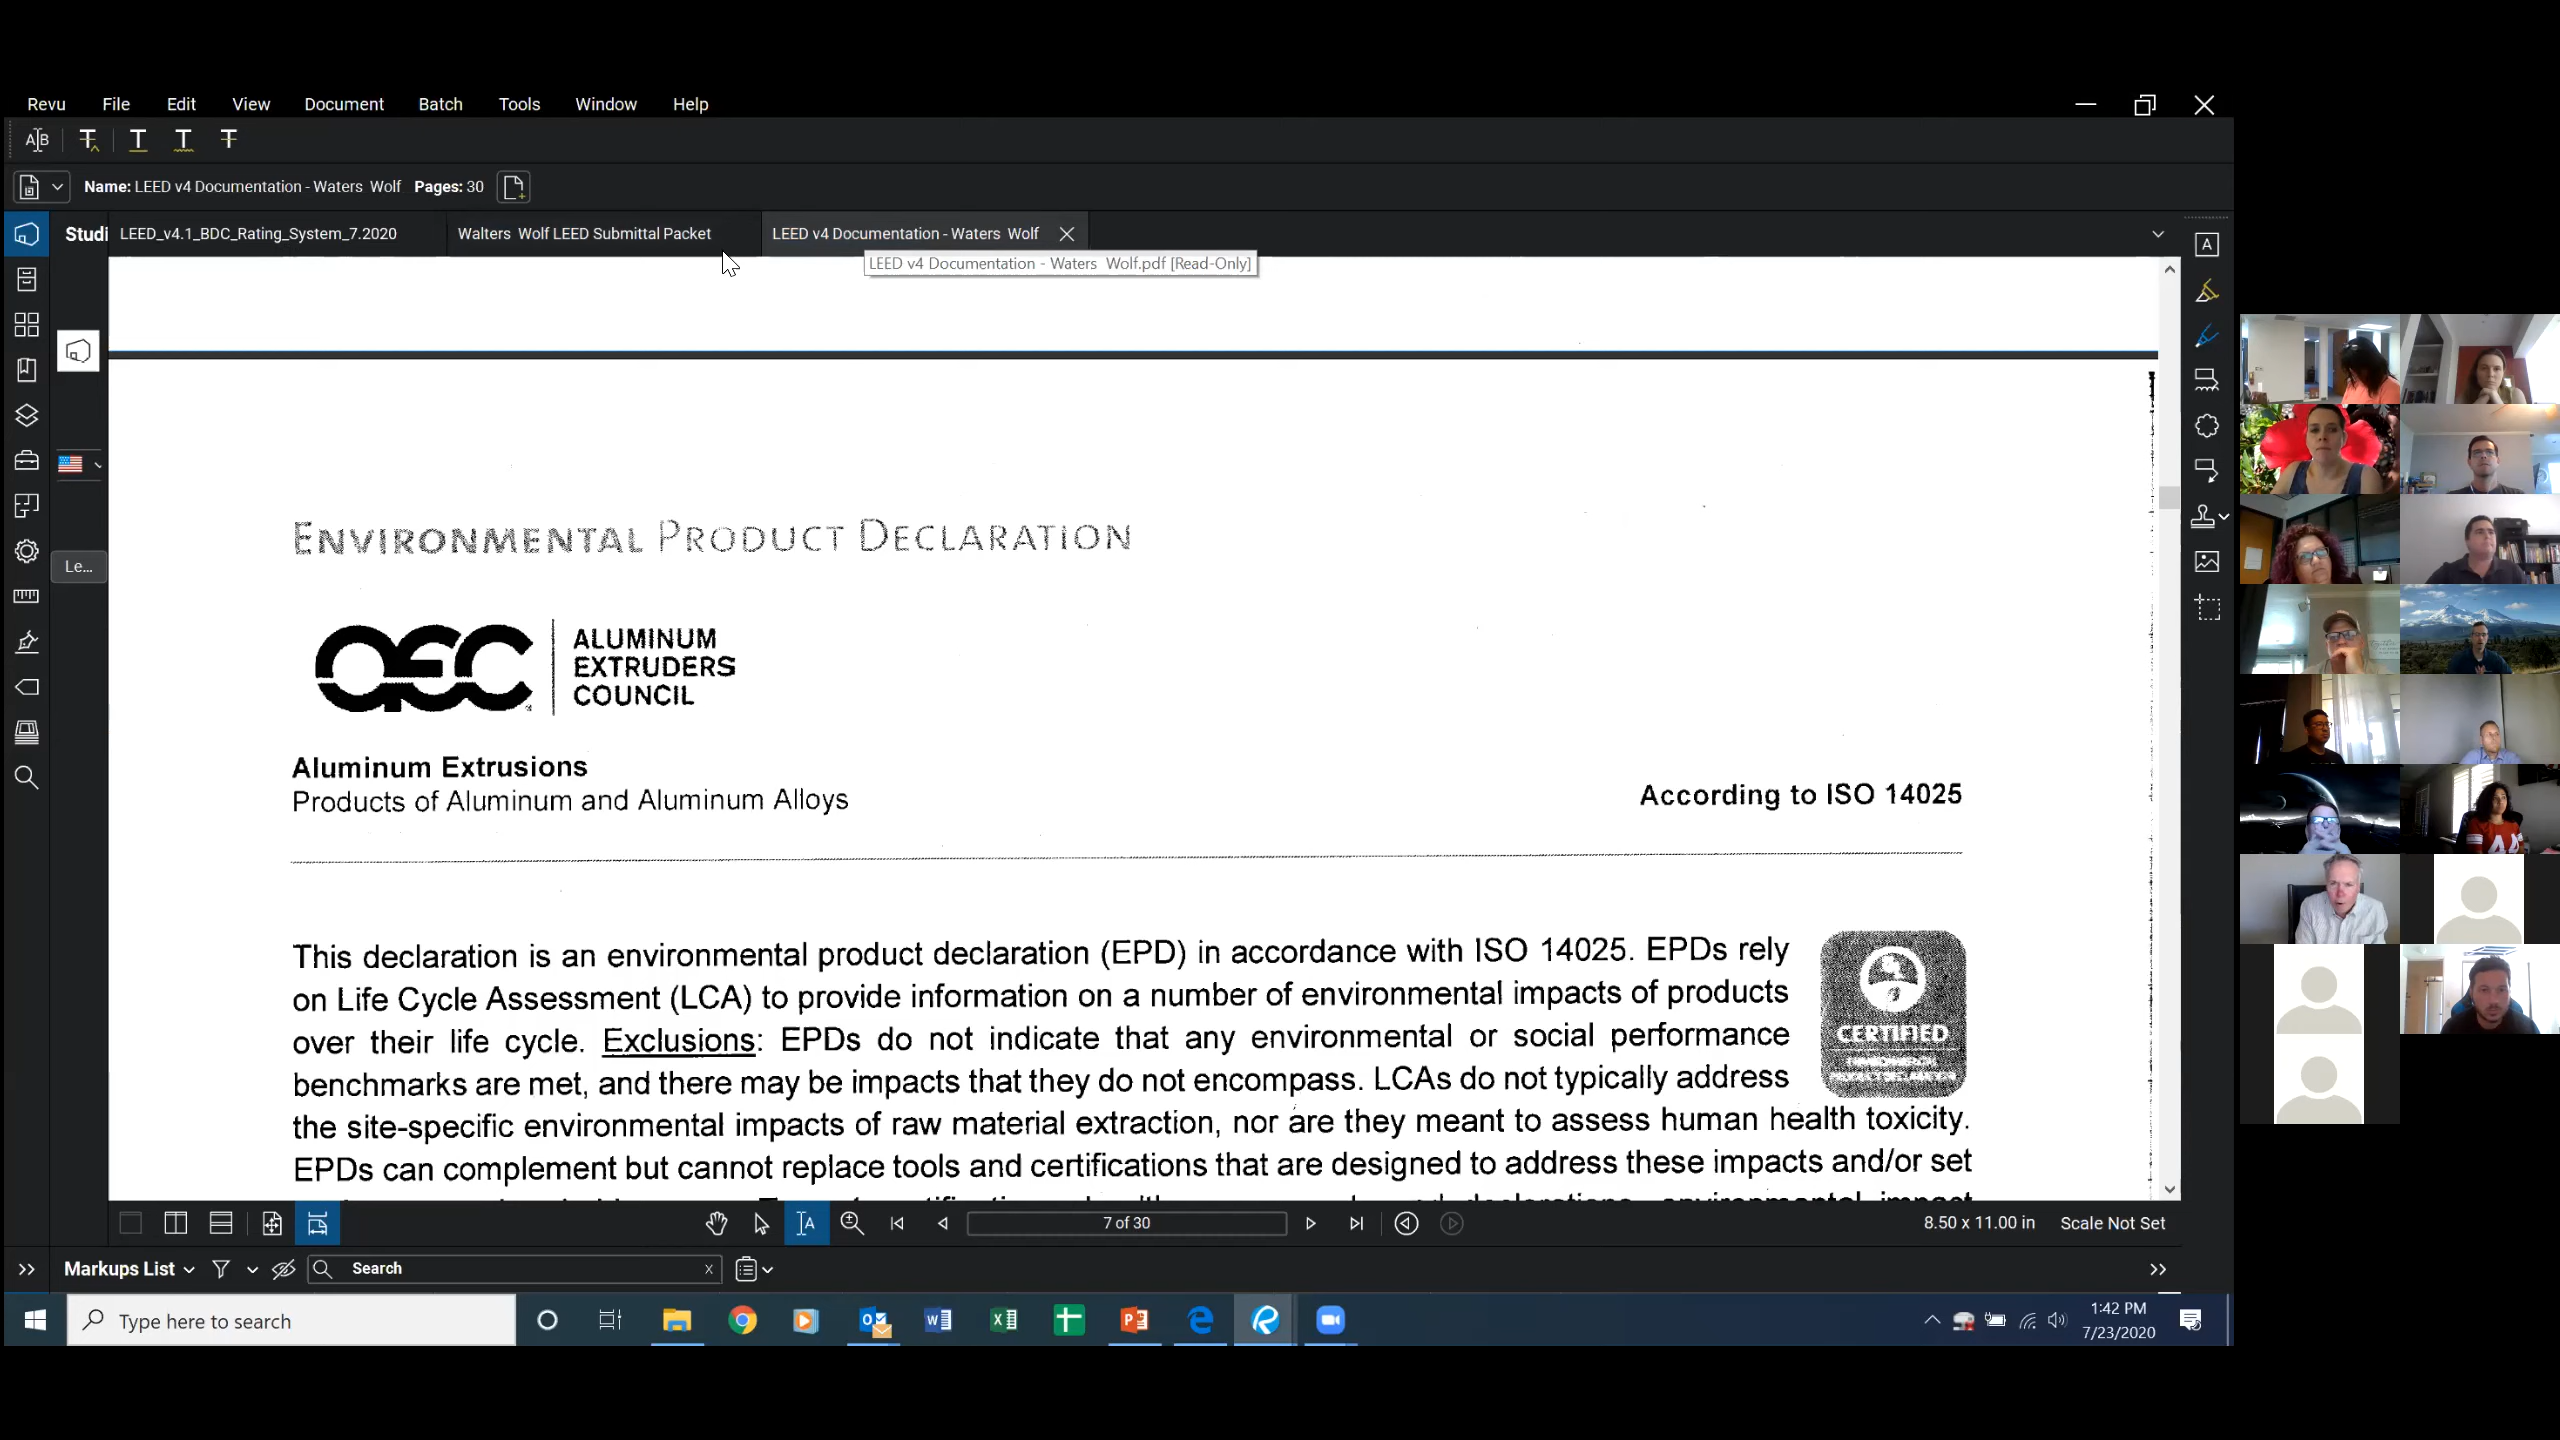 Revu File Edit View Document Batch Tools Window Help
Name: LEED v4 Documentation - Waters Wolf Pages: 30
Studi LEED_v4.1_BDC_Rating_System_7.2020 Walters Wolf LEED Submittal Packet LEED v4 Documentation - Waters Wolf
LEED v4 Documentation - Waters Wolf.pdf [Read-Only]
Le...
ENVIRONMENTAL PRODUCT DECLARATION
aec
ALUMINUM
EXTRUDERS
COUNCIL
Aluminum Extrusions
Products of Aluminum and Aluminum Alloys
According to ISO 14025
This declaration is an environmental product declaration (EPD) in accordance with ISO 14025. EPDs rely
on Life Cycle Assessment (LCA) to provide information on a number of environmental impacts of products
over their life cycle. Exclusions: EPDs do not indicate that any environmental or social performance
benchmarks are met, and there may be impacts that they do not encompass. LCAs do not typically address
the site-specific environmental impacts of raw material extraction, nor are they meant to assess human health toxicity.
EPDs can complement but cannot replace tools and certifications that are designed to address these impacts and/or set
CERTIFIED
7 of 30
8.50 x 11.00 in Scale Not Set
Markups List Search
Type here to search
1:42 PM
7/23/2020